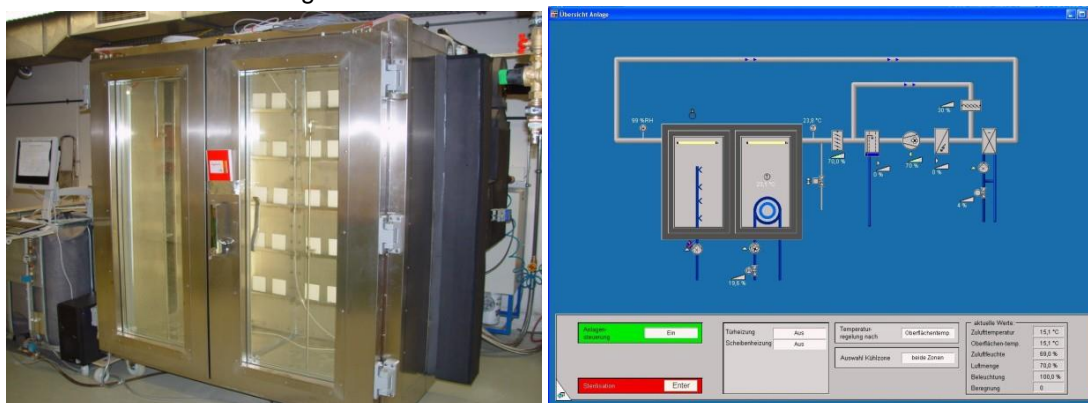 Übersicht Anlage
30 %
99 %RH
23,8 °C
70,0 %
0 %
70 %
0 %
4 %
19,8 %
Anlagen-
steuerung
Ein
Sterilisation
Enter
Türheizung
Aus
Scheibenheizung
Aus
Temperatur-
regelung nach
Oberflächentemp.
Auswahl Kühlzone
beide Zonen
aktuelle Werte:
Zulufttemperatur
15,1 °C
Oberflächen-temp.
15,1 °C
Zuluftfeuchte
69,0 %
Luftmenge
70,0 %
Beleuchtung
100,0 %
Beregnung
0